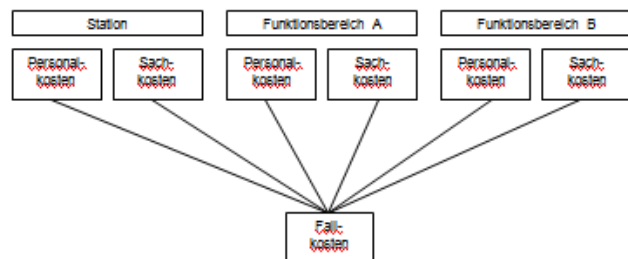 Station
Funktionsbereich A
Funktionsbereich B
Personal-
kosten
Sach-
kosten
Personal-
kosten
Sach-
kosten
Personal-
kosten
Sach-
kosten
Fall-
kosten